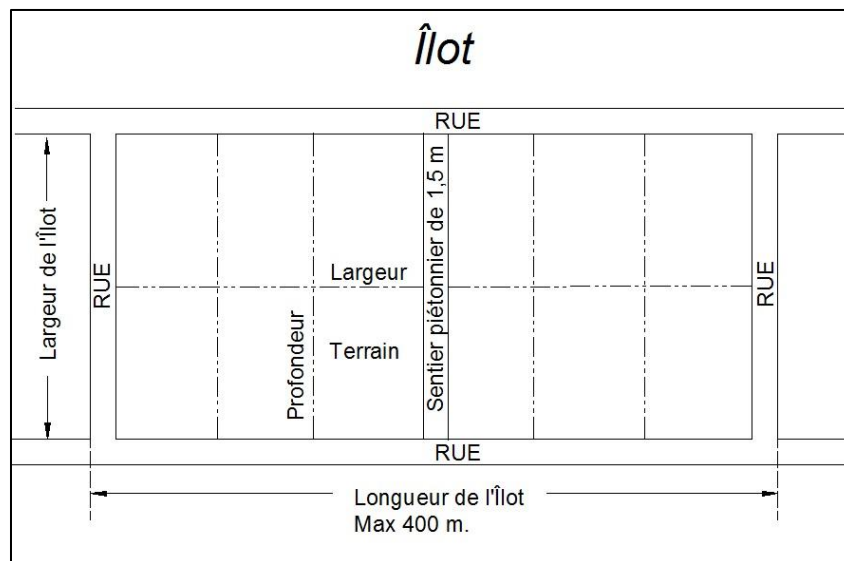 Îlot
RUE
Largeur de l'Îlot
RUE
Largeur
Profondeur
Terrain
Sentier piétonnier de 1,5 m
RUE
RUE
Longueur de l'Îlot
Max 400 m.